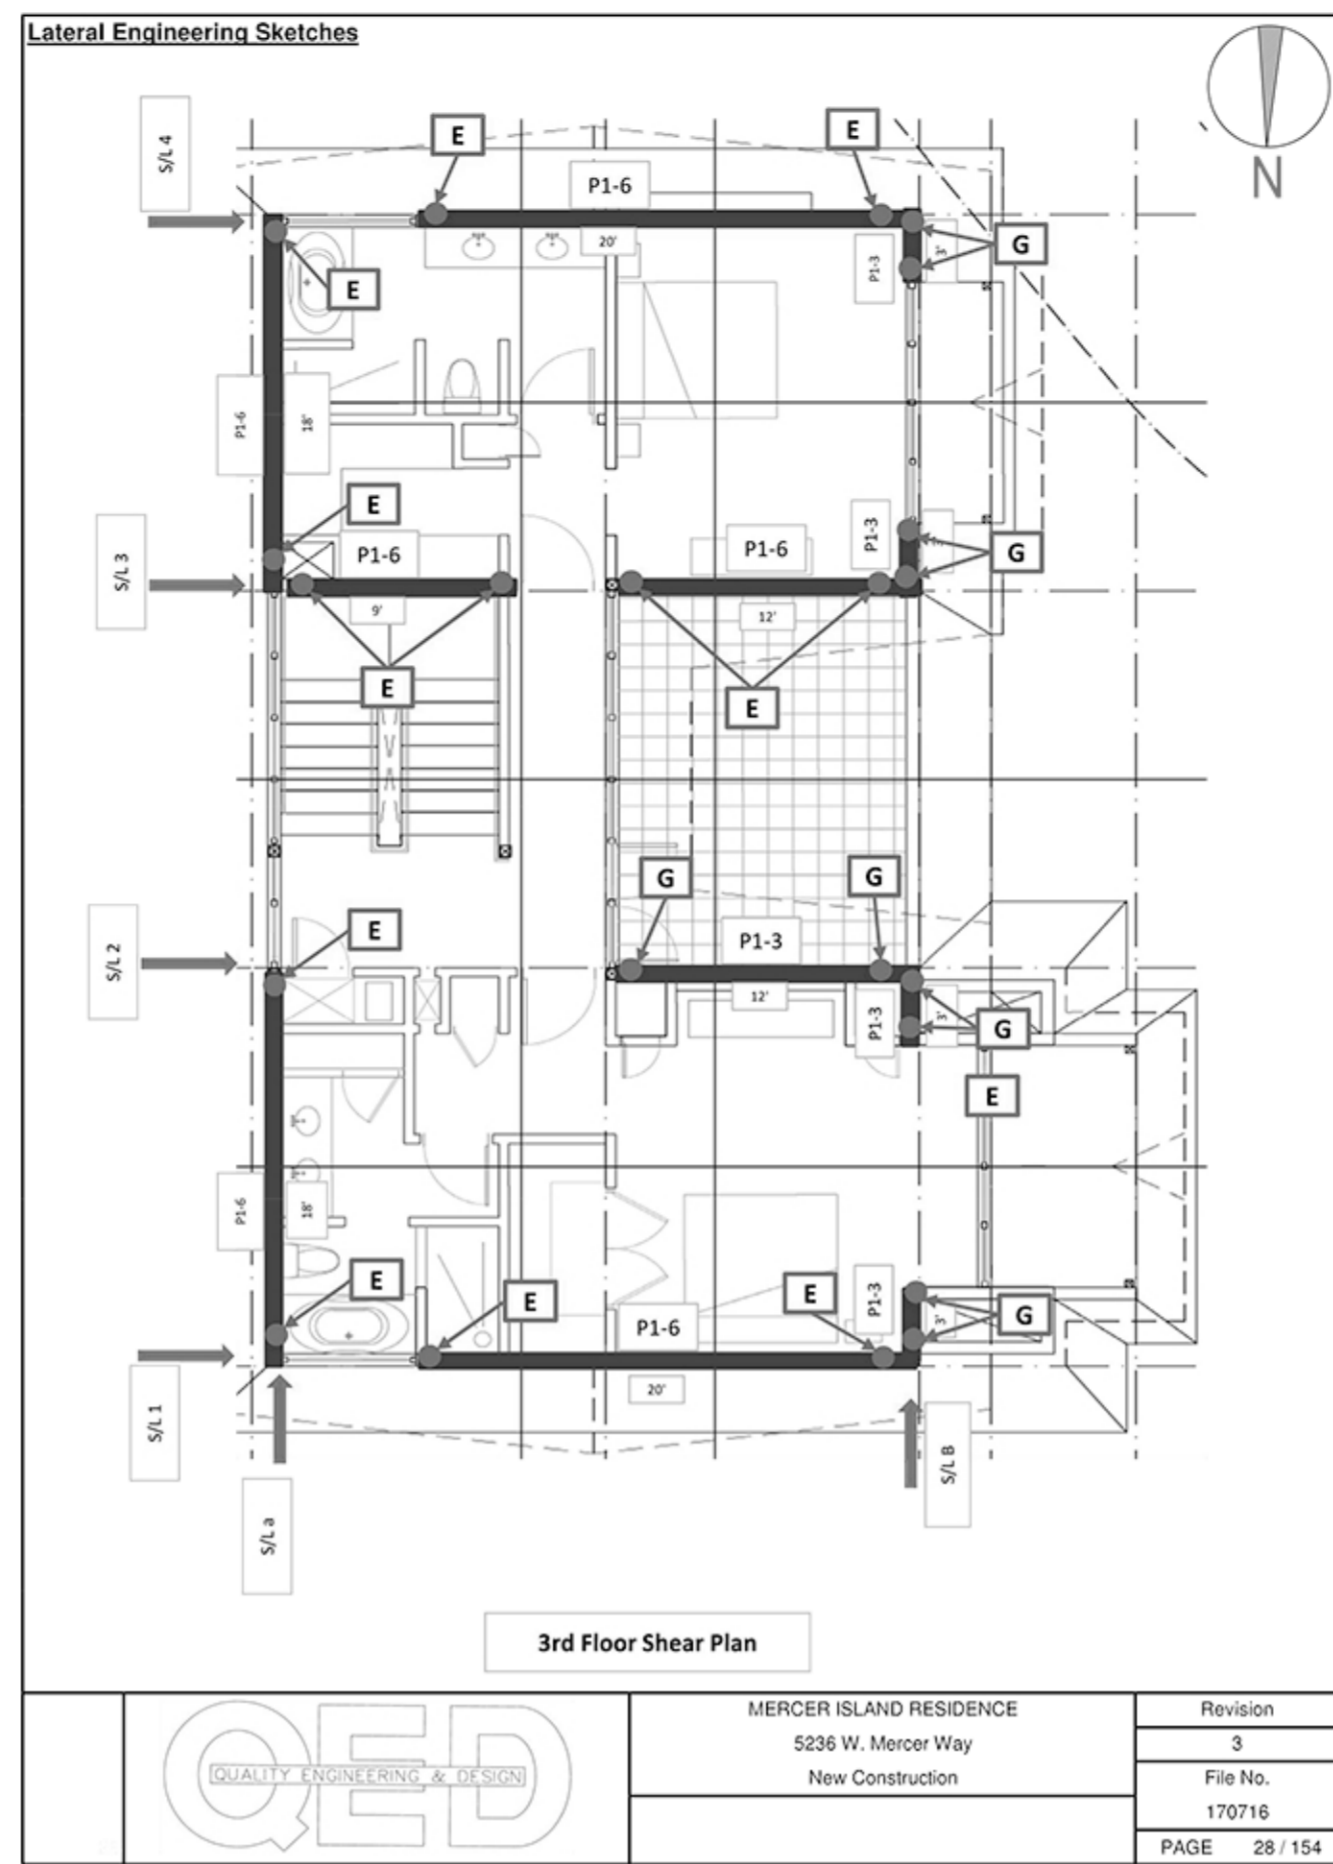 Lateral Engineering Sketches
N
S/L 4
E
E
P1-6
20'
G
3'
P1-3
E
P1-6
18'
E
P1-6
S/L 3
9'
P1-6
12'
P1-3
G
E
E
G
G
S/L 2
E
P1-3
12'
P1-3
3'
G
E
P1-6
18'
E
E
E
P1-3
3'
G
P1-6
20'
S/L 1
S/L a
S/L B
3rd Floor Shear Plan
QED
QUALITY ENGINEERING & DESIGN
MERCER ISLAND RESIDENCE
5236 W. Mercer Way
New Construction
Revision
3
File No.
170716
PAGE 28 / 154